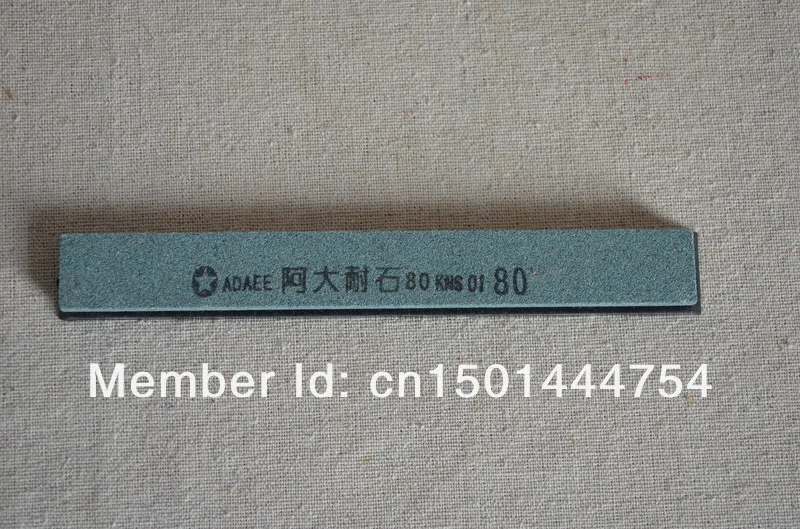 ADAEE 阿大耐石 80 KNS 01 80
Member Id: cn1501444754